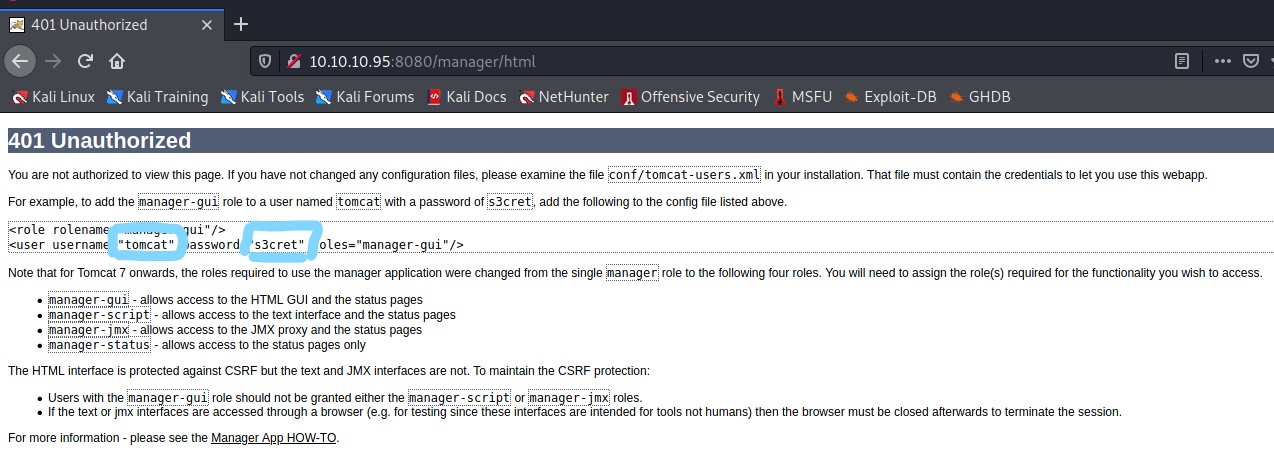 401 Unauthorized
10.10.10.95:8080/manager/html
Kali Linux Kali Training Kali Tools Kali Forums Kali Docs NetHunter Offensive Security MSFU Exploit-DB GHDB
401 Unauthorized
You are not authorized to view this page. If you have not changed any configuration files, please examine the file conf/tomcat-users.xml in your installation. That file must contain the credentials to let you use this webapp.
For example, to add the manager-gui role to a user named tomcat with a password of s3cret, add the following to the config file listed above.
<role rolename "manager-gui"/>
<user username "tomcat" password "s3cret" roles="manager-gui"/>
Note that for Tomcat 7 onwards, the roles required to use the manager application were changed from the single manager role to the following four roles. You will need to assign the role(s) required for the functionality you wish to access.
• manager-gui - allows access to the HTML GUI and the status pages
• manager-script - allows access to the text interface and the status pages
• manager-jmx - allows access to the JMX proxy and the status pages
• manager-status - allows access to the status pages only
The HTML interface is protected against CSRF but the text and JMX interfaces are not. To maintain the CSRF protection:
• Users with the manager-gui role should not be granted either the manager-script or manager-jmx roles.
• If the text or jmx interfaces are accessed through a browser (e.g. for testing since these interfaces are intended for tools not humans) then the browser must be closed afterwards to terminate the session.
For more information - please see the Manager App HOW-TO.